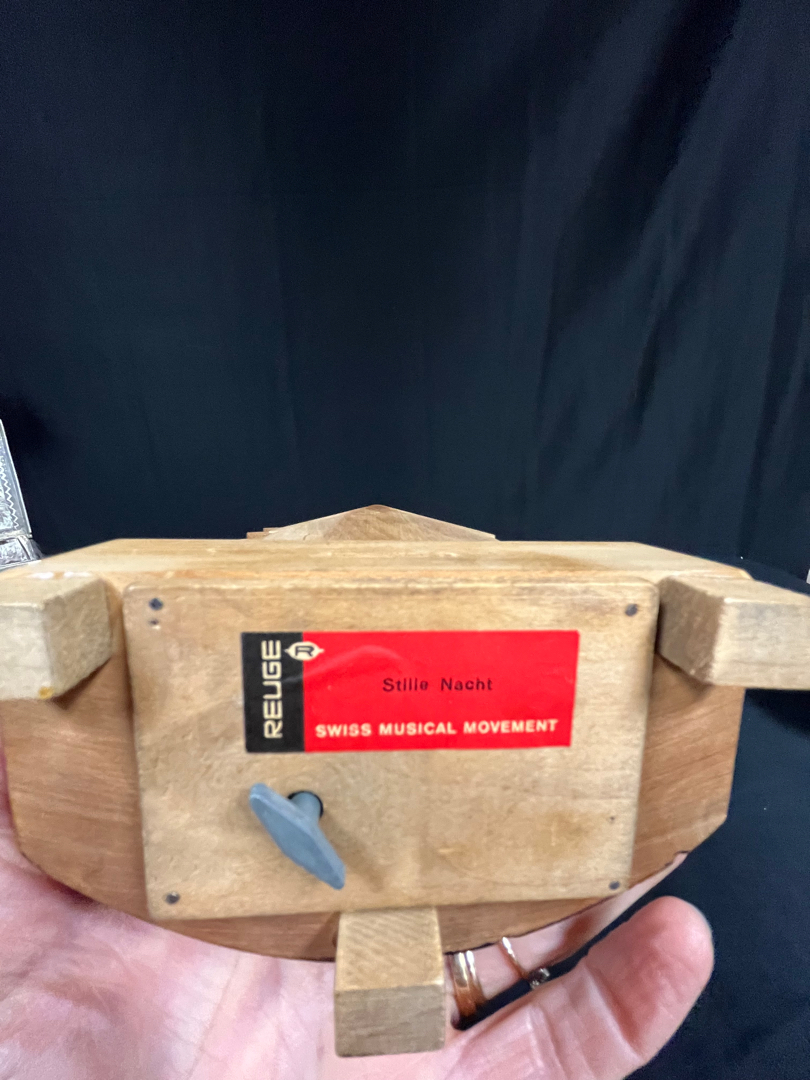 REUGE
R
Stille Nacht
SWISS MUSICAL MOVEMENT